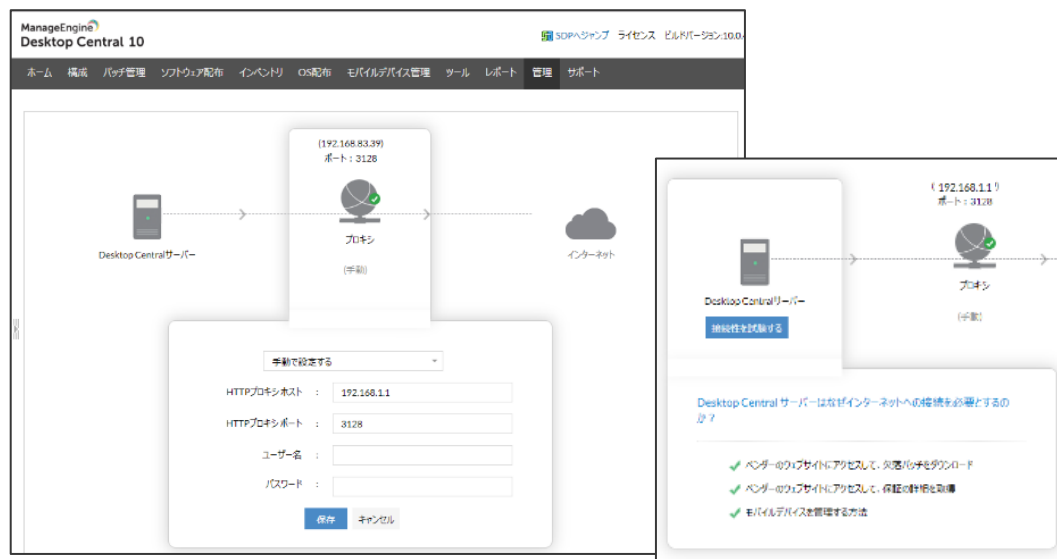 ManageEngine
Desktop Central 10
SDPへジャンプ ライセンス ビルドバージョン:10.0.
ホーム 構成 パッチ管理 ソフトウェア配布 インベントリ OS配布 モバイルデバイス管理 ツール レポート 管理 サポート
(192.168.83.39)
ポート : 3128
プロキシ
(手動)
Desktop Centralサーバー
インターネット
手動で設定する
HTTPプロキシホスト : 192.168.1.1
HTTPプロキシポート : 3128
ユーザー名 :
パスワード :
保存 キャンセル
( 192.168.1.1 )
ポート : 3128
プロキシ
(手動)
Desktop Centralサーバー
接続性を試験する
Desktop Central サーバーはなぜインターネットへの接続を必要とするの
か ?
ベンダーのウェブサイトにアクセスして、欠落パッチをダウンロード
ベンダーのウェブサイトにアクセスして、保証の詳細を取得
モバイルデバイスを管理する方法